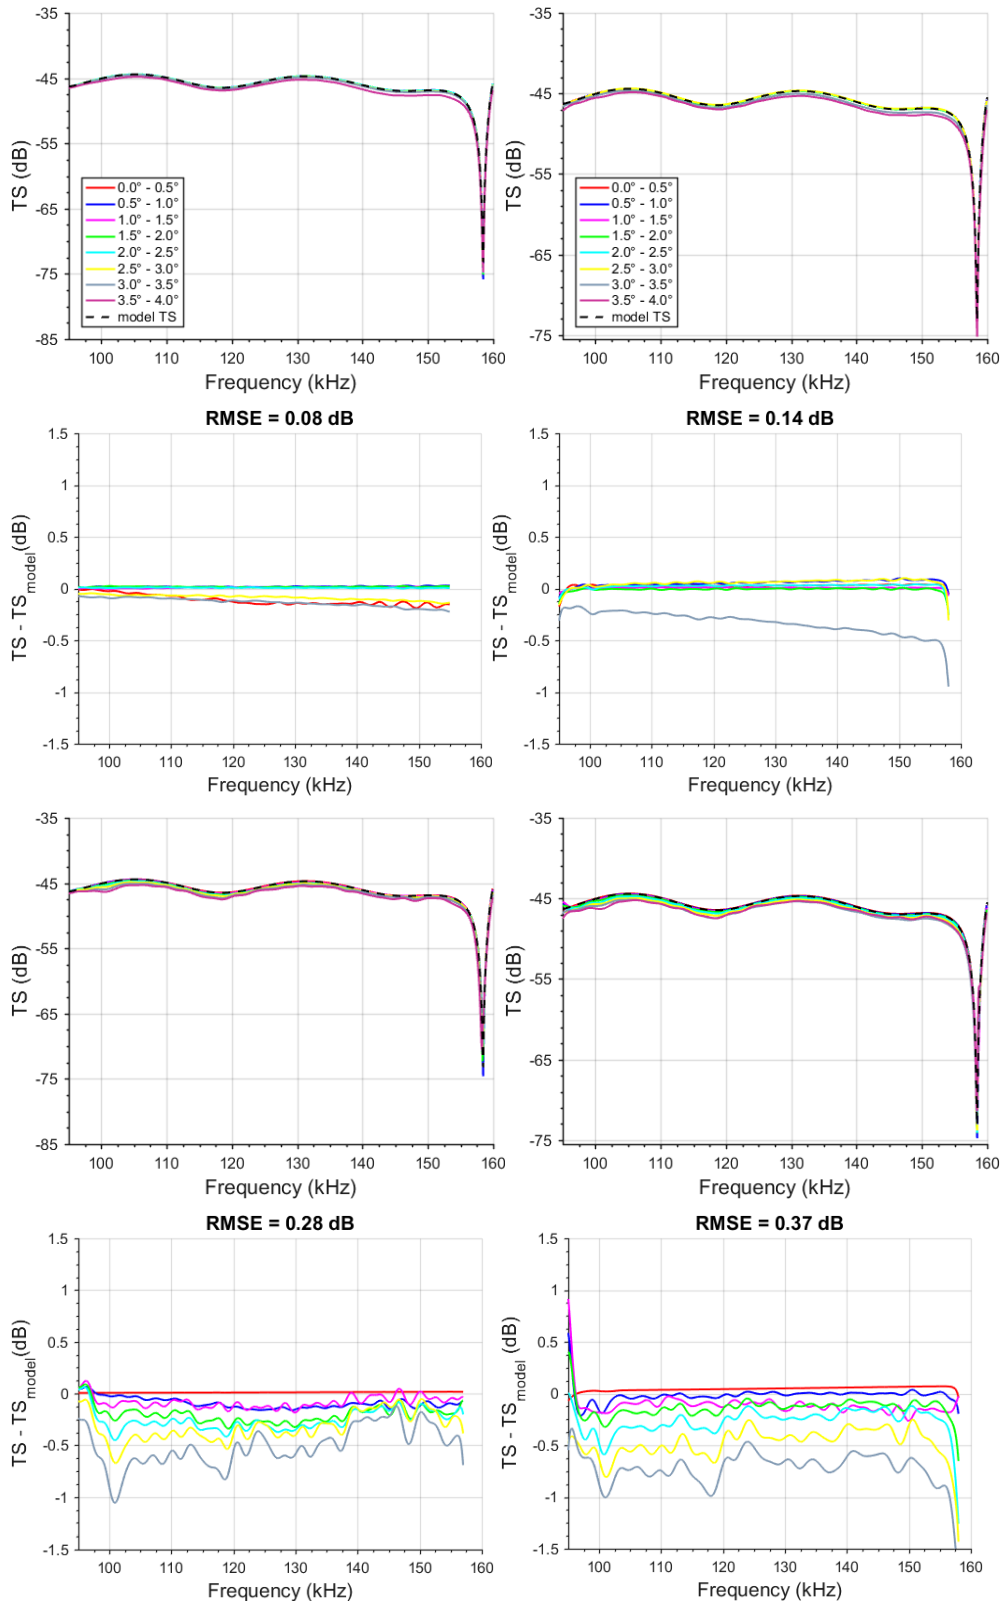 -35
-45
-55
-65
-75
-85
TS (dB)
0.0° - 0.5°
0.5° - 1.0°
1.0° - 1.5°
1.5° - 2.0°
2.0° - 2.5°
2.5° - 3.0°
3.0° - 3.5°
3.5° - 4.0°
model TS
100 110 120 130 140 150 160
Frequency (kHz)
-35
-45
-55
-65
-75
TS (dB)
0.0° - 0.5°
0.5° - 1.0°
1.0° - 1.5°
1.5° - 2.0°
2.0° - 2.5°
2.5° - 3.0°
3.0° - 3.5°
3.5° - 4.0°
model TS
100 110 120 130 140 150 160
Frequency (kHz)
RMSE = 0.08 dB
1.5
1
0.5
0
-0.5
-1
-1.5
TS - TSmodel(dB)
100 110 120 130 140 150 160
Frequency (kHz)
RMSE = 0.14 dB
1.5
1
0.5
0
-0.5
-1
-1.5
TS - TSmodel (dB)
100 110 120 130 140 150 160
Frequency (kHz)
-35
-45
-55
-65
-75
-85
TS (dB)
100 110 120 130 140 150 160
Frequency (kHz)
-35
-45
-55
-65
-75
TS (dB)
100 110 120 130 140 150 160
Frequency (kHz)
RMSE = 0.28 dB
1.5
1
0.5
0
-0.5
-1
-1.5
TS - TSmodel(dB)
100 110 120 130 140 150 160
Frequency (kHz)
RMSE = 0.37 dB
1.5
1
0.5
0
-0.5
-1
-1.5
TS - TSmodel (dB)
100 110 120 130 140 150 160
Frequency (kHz)